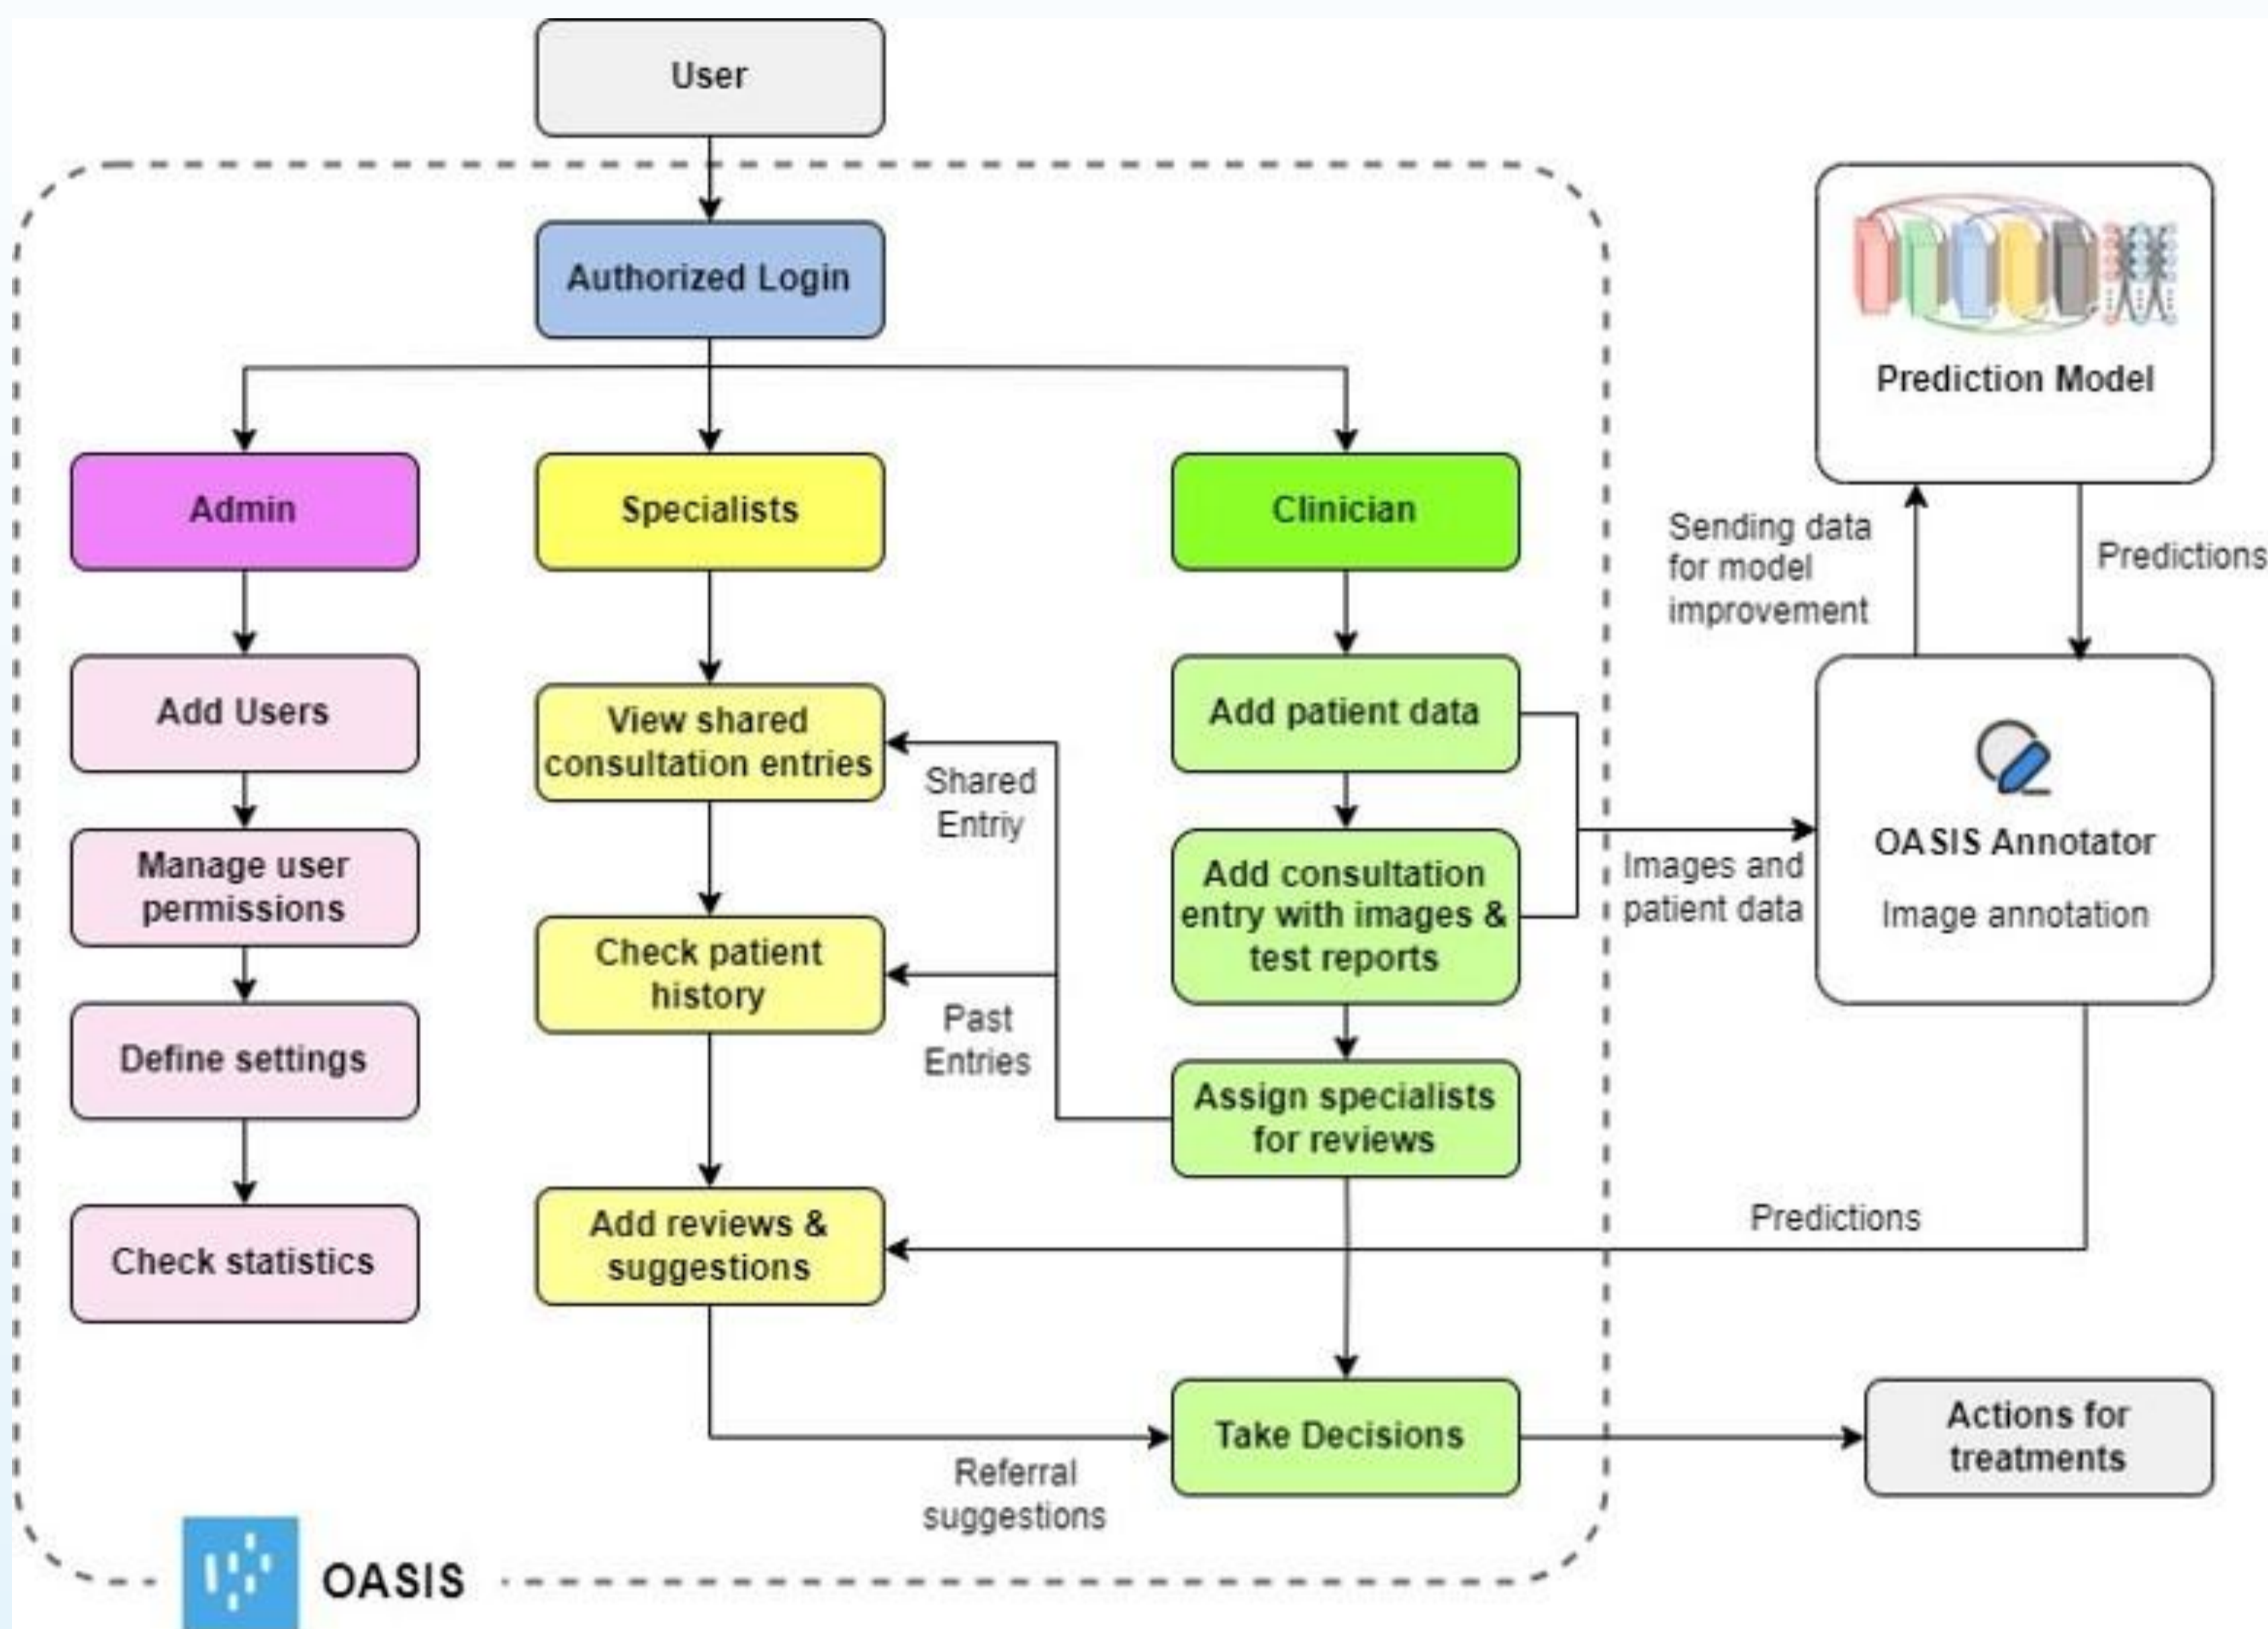 User
Authorized Login
Admin
Specialists
Clinician
Prediction Model
Sending data
for model
improvement
Predictions
Add Users
Manage user
permissions
Define settings
Check statistics
View shared
consultation entries
Check patient
history
Add reviews &
suggestions
Shared
Entriy
Past
Entries
Add patient data
Add consultation
entry with images &
test reports
Assign specialists
for reviews
Take Decisions
Images and
patient data
OASIS Annotator
Image annotation
Predictions
Referral
suggestions
Actions for
treatments
OASIS